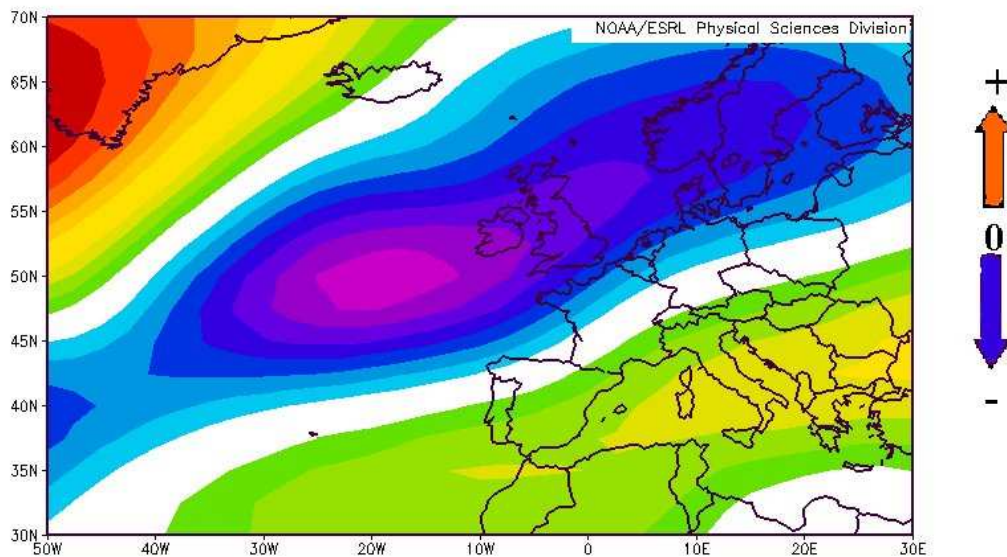 NOAA/ESRL Physical Sciences Division
70N
65N
60N
55N
50N
45N
40N
35N
30N
50W 40W 30W 20W 10W 0 10E 20E 30E
+
0
-